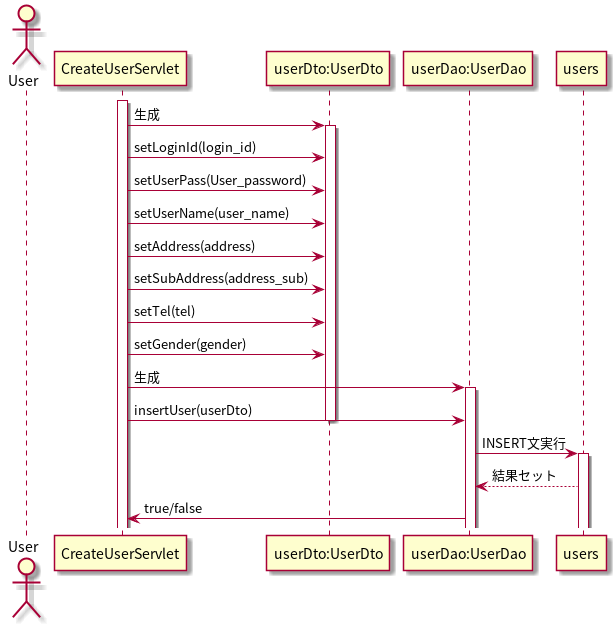 User
CreateUserServlet
userDto:UserDto
userDao:UserDao
users
生成
setLoginId(login_id)
setUserPass(User_password)
setUserName(user_name)
setAddress(address)
setSubAddress(address_sub)
setTel(tel)
setGender(gender)
生成
insertUser(userDto)
INSERT文実行
結果セット
true/false
User
CreateUserServlet
userDto:UserDto
userDao:UserDao
users